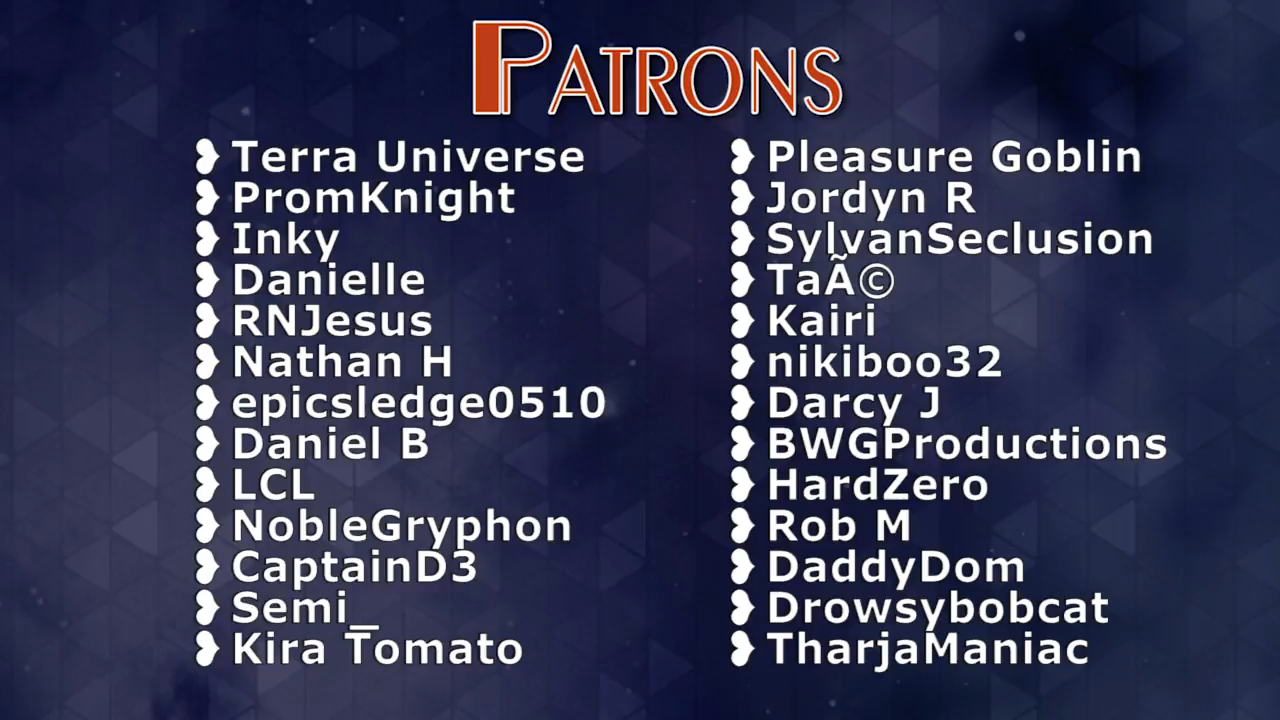 PATRONS
❥ Terra Universe
❥ PromKnight
❥ Inky
❥ Danielle
❥ RNJesus
❥ Nathan H
❥ epicsledge0510
❥ Daniel B
❥ LCL
❥ NobleGryphon
❥ CaptainD3
❥ Semi_
❥ Kira Tomato
❥ Pleasure Goblin
❥ Jordyn R
❥ SylvanSeclusion
❥ TaÃ©
❥ Kairi
❥ nikiboo32
❥ Darcy J
❥ BWGProductions
❥ HardZero
❥ Rob M
❥ DaddyDom
❥ Drowsybobcat
❥ TharjaManiac